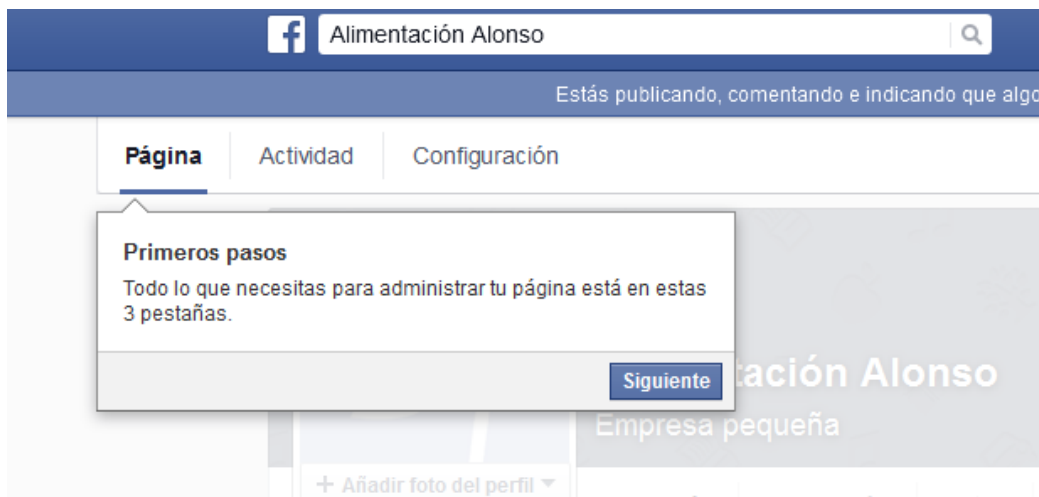 f
Alimentación Alonso
Estás publicando, comentando e indicando que algo
Página
Actividad
Configuración
Primeros pasos
Todo lo que necesitas para administrar tu página está en estas
3 pestañas.
Siguiente
tación Alonso
Empresa pequeña
+ Añadir foto del perfil